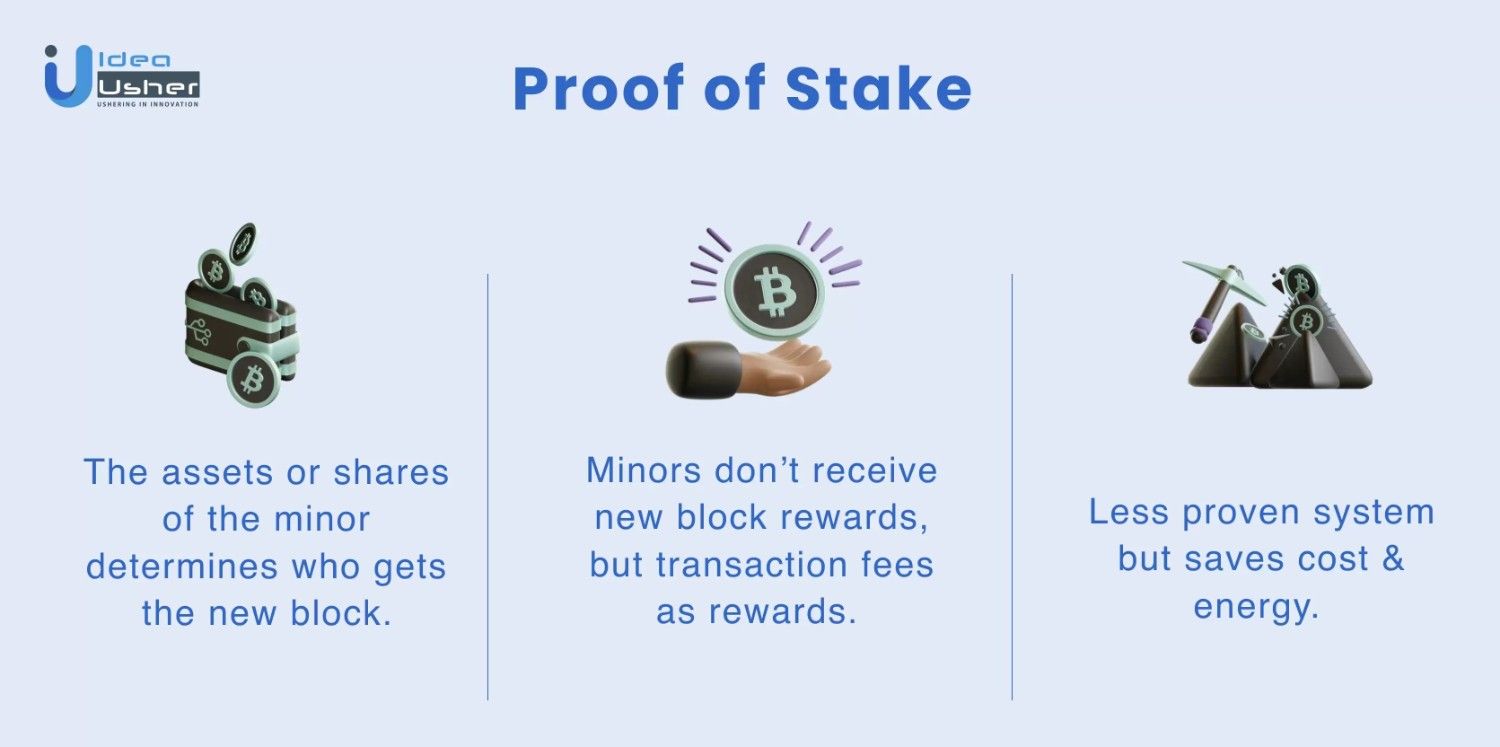 Idea
Usher
USHERING IN INNOVATION
Proof of Stake
The assets or shares
of the minor
determines who gets
the new block.
Minors don’t receive
new block rewards,
but transaction fees
as rewards.
Less proven system
but saves cost &
energy.